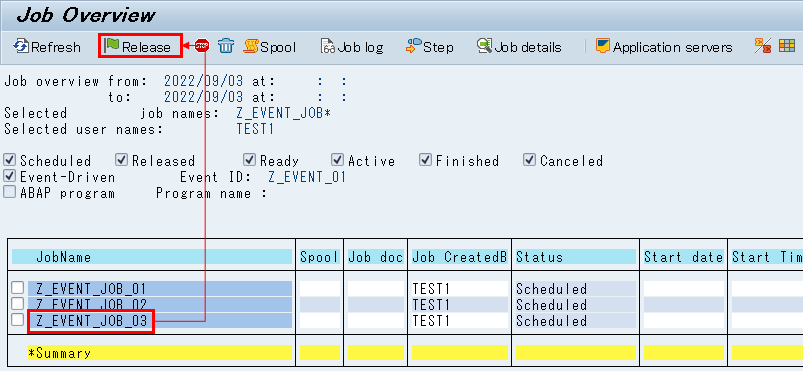 Job Overview
Refresh Release STOP Spool Job log Step Job details Application servers
Job overview from: 2022/09/03 at: : :
to: 2022/09/03 at: : :
Selected job names: Z_EVENT_JOB*
Selected user names: TEST1
Scheduled Released Ready Active Finished Canceled
Event-Driven Event ID: Z_EVENT_01
ABAP program Program name :
JobName Spool Job doc Job CreatedB Status Start date Start Tim
Z_EVENT_JOB_01 TEST1 Scheduled
Z_EVENT_JOB_02 TEST1 Scheduled
Z_EVENT_JOB_03 TEST1 Scheduled
*Summary